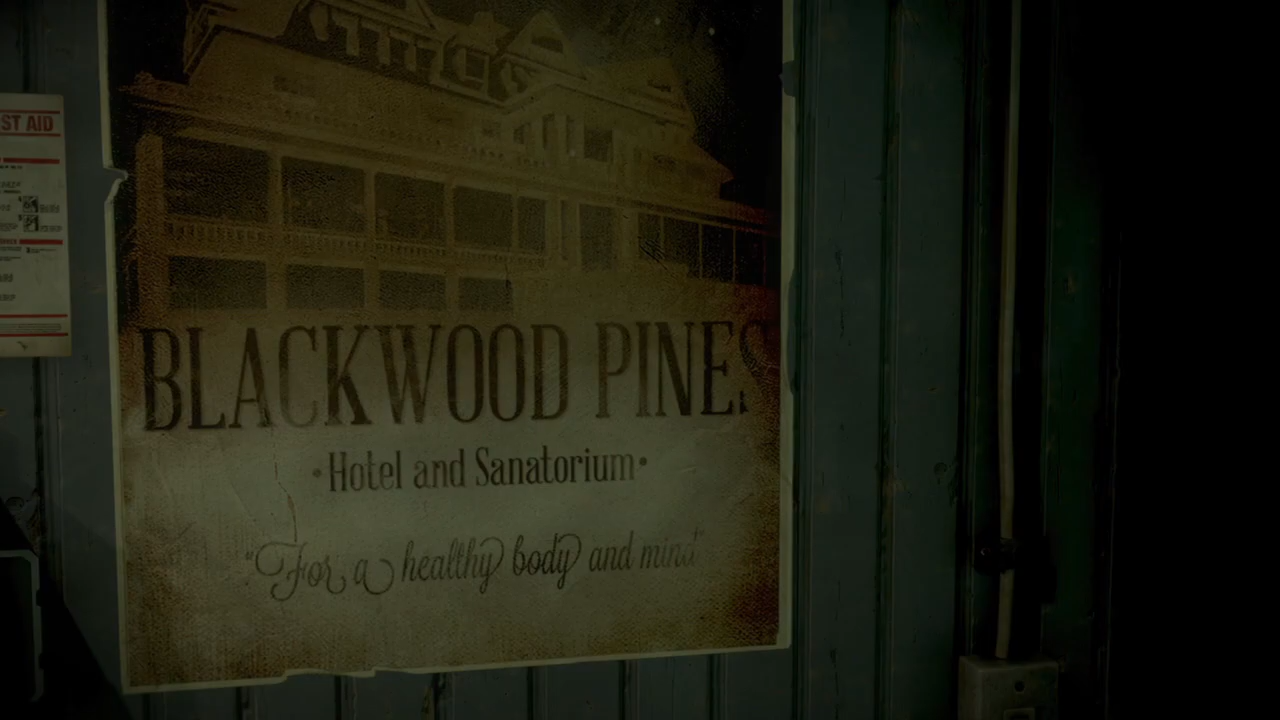 ST AID
BLACKWOOD PINES
•Hotel and Sanatorium•
"For a healthy body and mind"